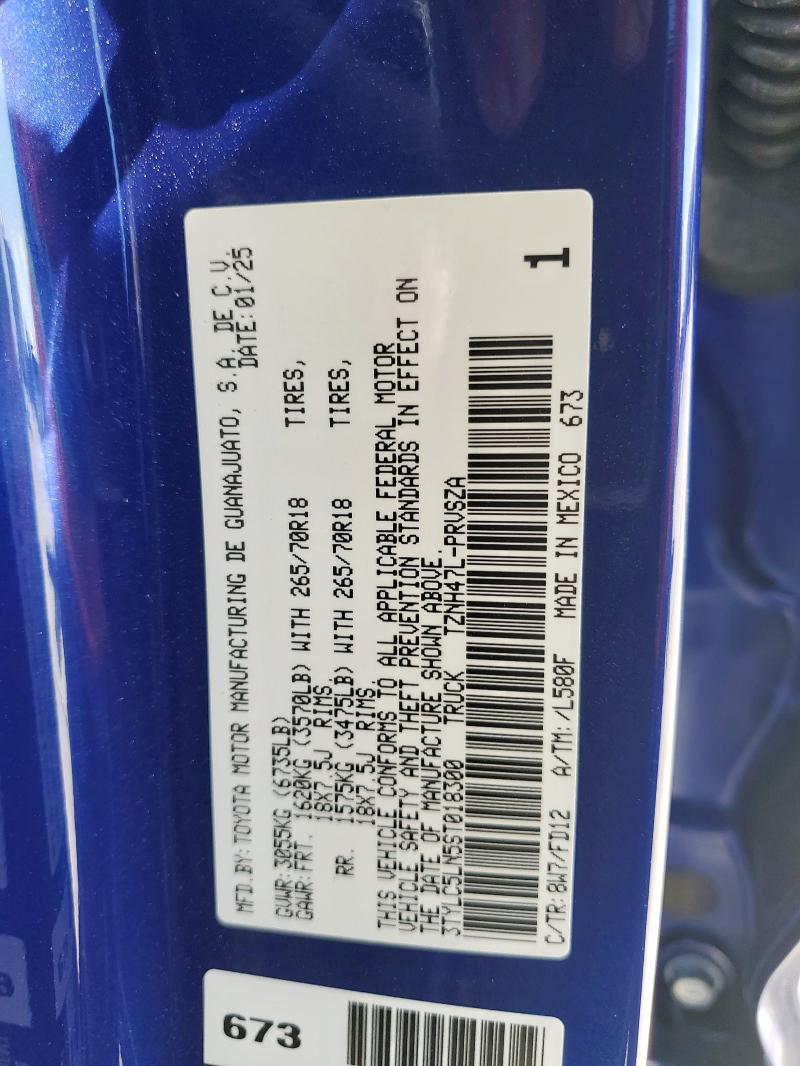 MFD.BY:TOYOTA MOTOR MANUFACTURING DE GUANAJUATO, S.A. DE C.V.
DATE:01/25
GVWR:3055KG (6735LB)
GAWR:FRT. 1620KG (3570LB) WITH 265/70R18 TIRES,
18X7.5J RIMS.
RR. 1575KG (3475LB) WITH 265/70R18 TIRES,
18X7.5J RIMS.
THIS VEHICLE CONFORMS TO ALL APPLICABLE FEDERAL MOTOR
VEHICLE SAFETY AND THEFT PREVENTION STANDARDS IN EFFECT ON
THE DATE OF MANUFACTURE SHOWN ABOVE.
3TYLC5LN5ST018300 TRUCK TZNH47L-PRVSZA
1
C/TR:8W7/FD12 A/TM:/L580F MADE IN MEXICO 673
673